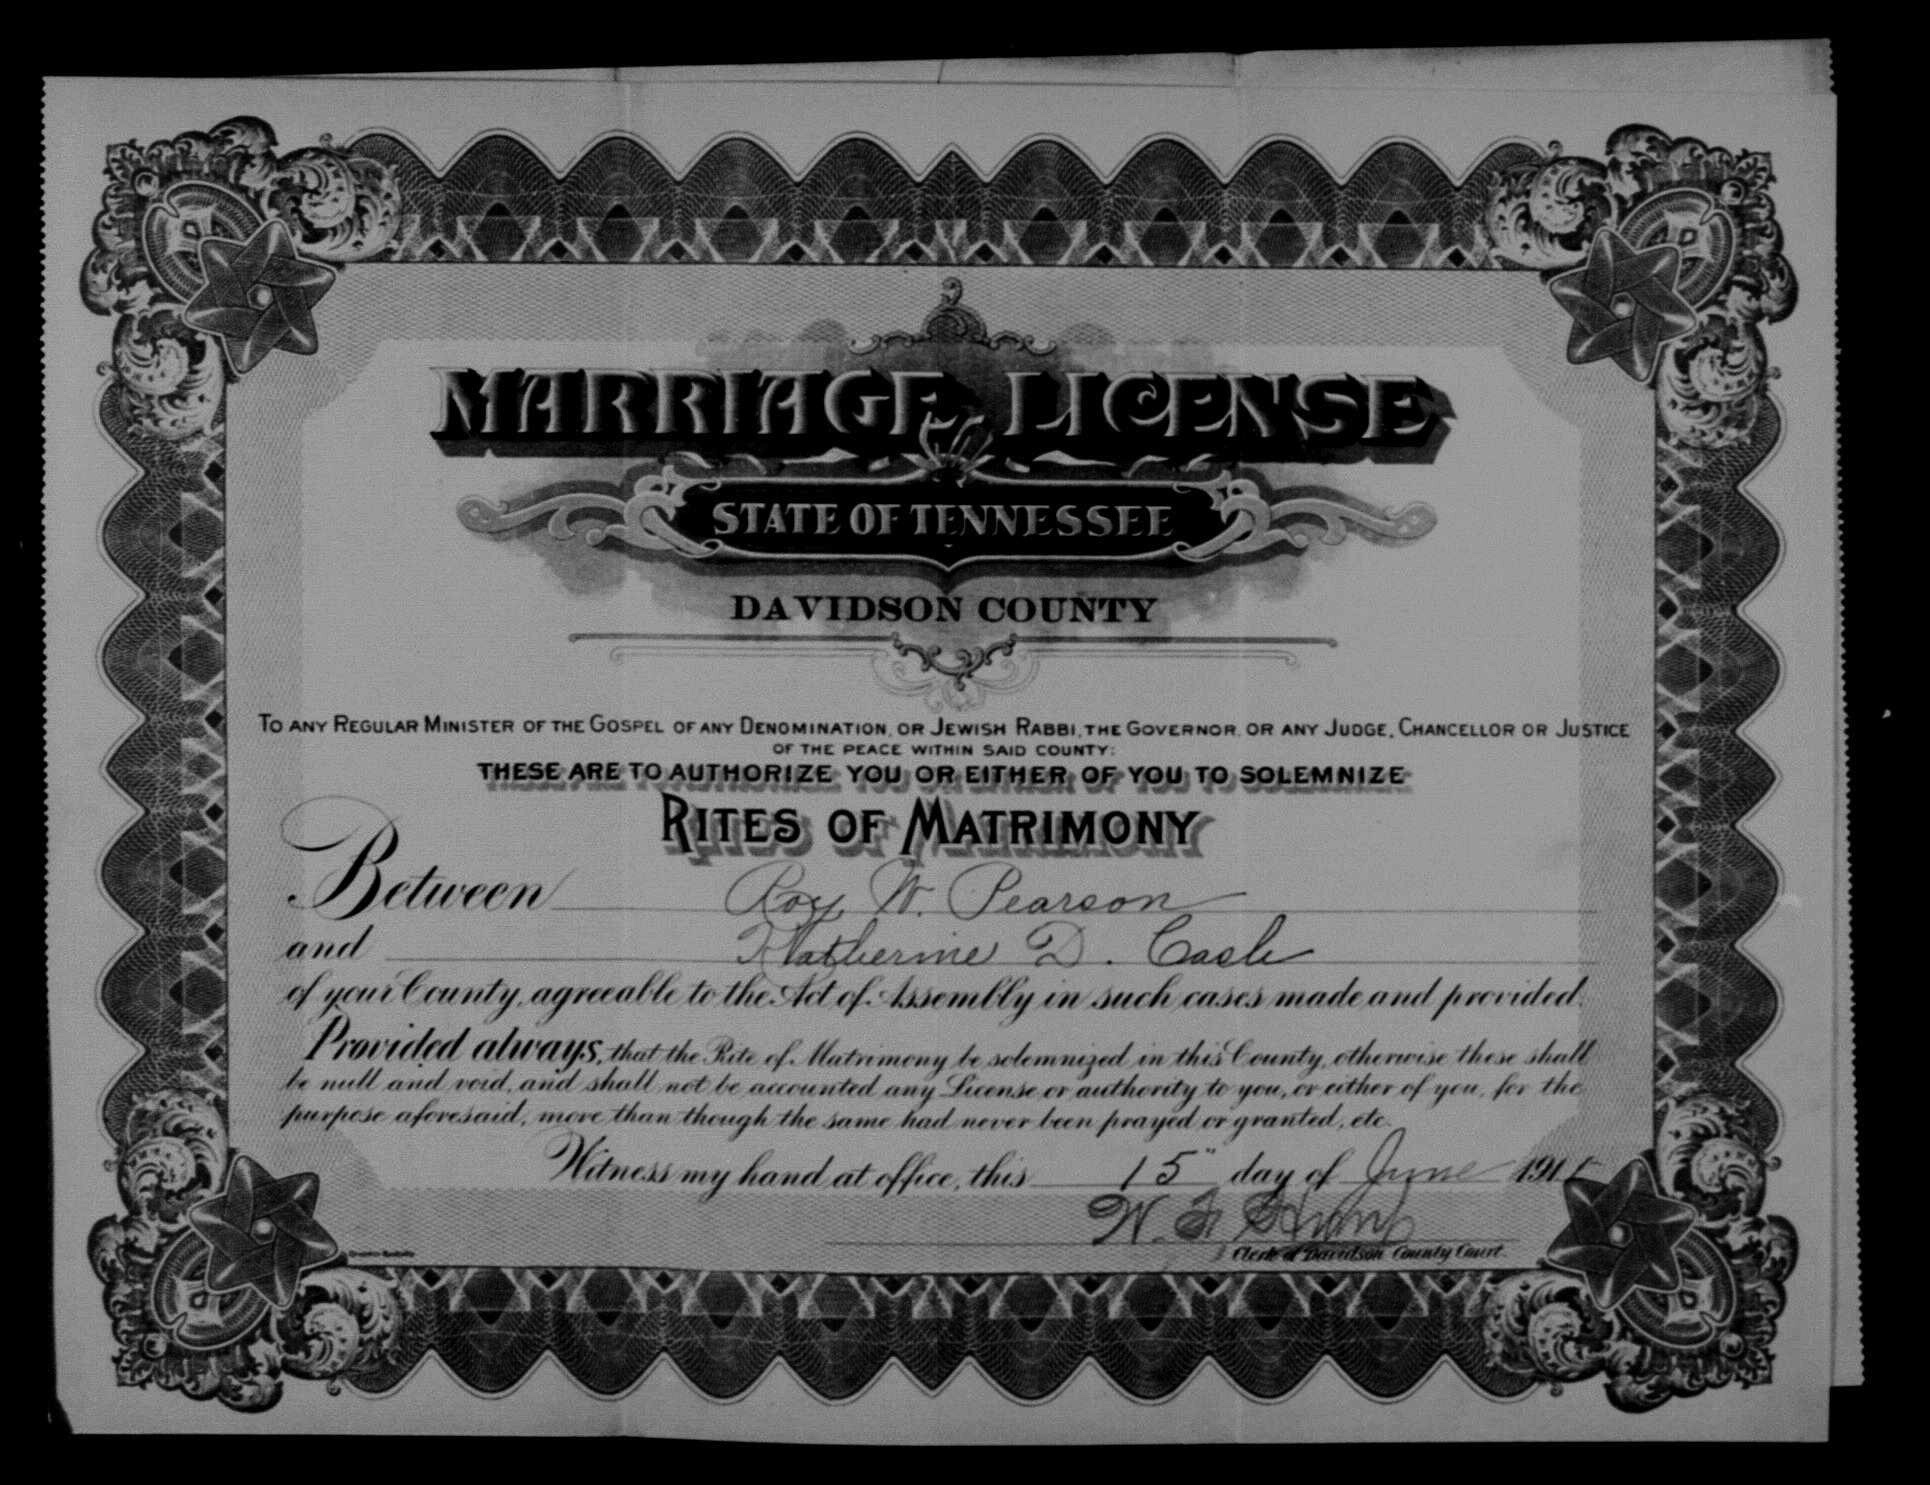 MARRIAGE LICENSE
STATE OF TENNESSEE
DAVIDSON COUNTY
TO ANY REGULAR MINISTER OF THE GOSPEL OF ANY DENOMINATION, OR JEWISH RABBI, THE GOVERNOR OR ANY JUDGE, CHANCELLOR OR JUSTICE
OF THE PEACE WITHIN SAID COUNTY:
THESE ARE TO AUTHORIZE YOU OR EITHER OF YOU TO SOLEMNIZE
RITES OF MATRIMONY
Between Roy W. Pearson
and Katherine D. Cash
of your County, agreeable to the Act of Assembly in such cases made and provided.
Provided always, that the Rite of Matrimony be solemnized in this County, otherwise these shall
be null and void, and shall not be accounted any License or authority to you, or either of you, for the
purpose aforesaid, more than though the same had never been prayed or granted, etc.
Witness my hand at office, this 15" day of June 191
W.
Clerk of Davidson County Court.